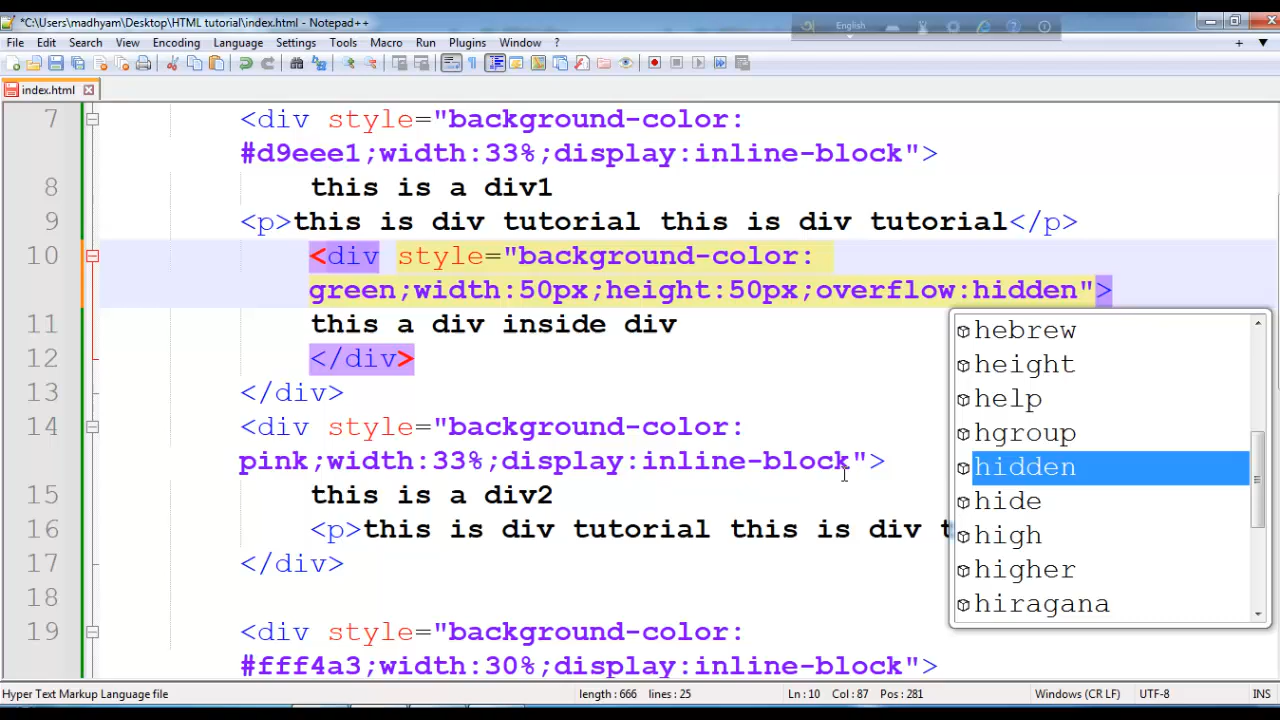 *C:\Users\madhyam\Desktop\HTML tutorial\index.html - Notepad++
English
File Edit Search View Encoding Language Settings Tools Macro Run Plugins Window ?
index.html
7 <div style="background-color:
#d9eee1;width:33%;display:inline-block">
8 this is a div1
9 <p>this is div tutorial this is div tutorial</p>
10 <div style="background-color:
green;width:50px;height:50px;overflow:hidden">
11 this a div inside div
12 </div>
13 </div>
14 <div style="background-color:
pink;width:33%;display:inline-block">
15 this is a div2
16 <p>this is div tutorial this is div t
17 </div>
18
19 <div style="background-color:
#fff4a3;width:30%;display:inline-block">
hebrew
height
help
hgroup
hidden
hide
high
higher
hiragana
Hyper Text Markup Language file length : 666 lines : 25 Ln : 10 Col : 87 Pos : 281 Windows (CR LF) UTF-8 INS